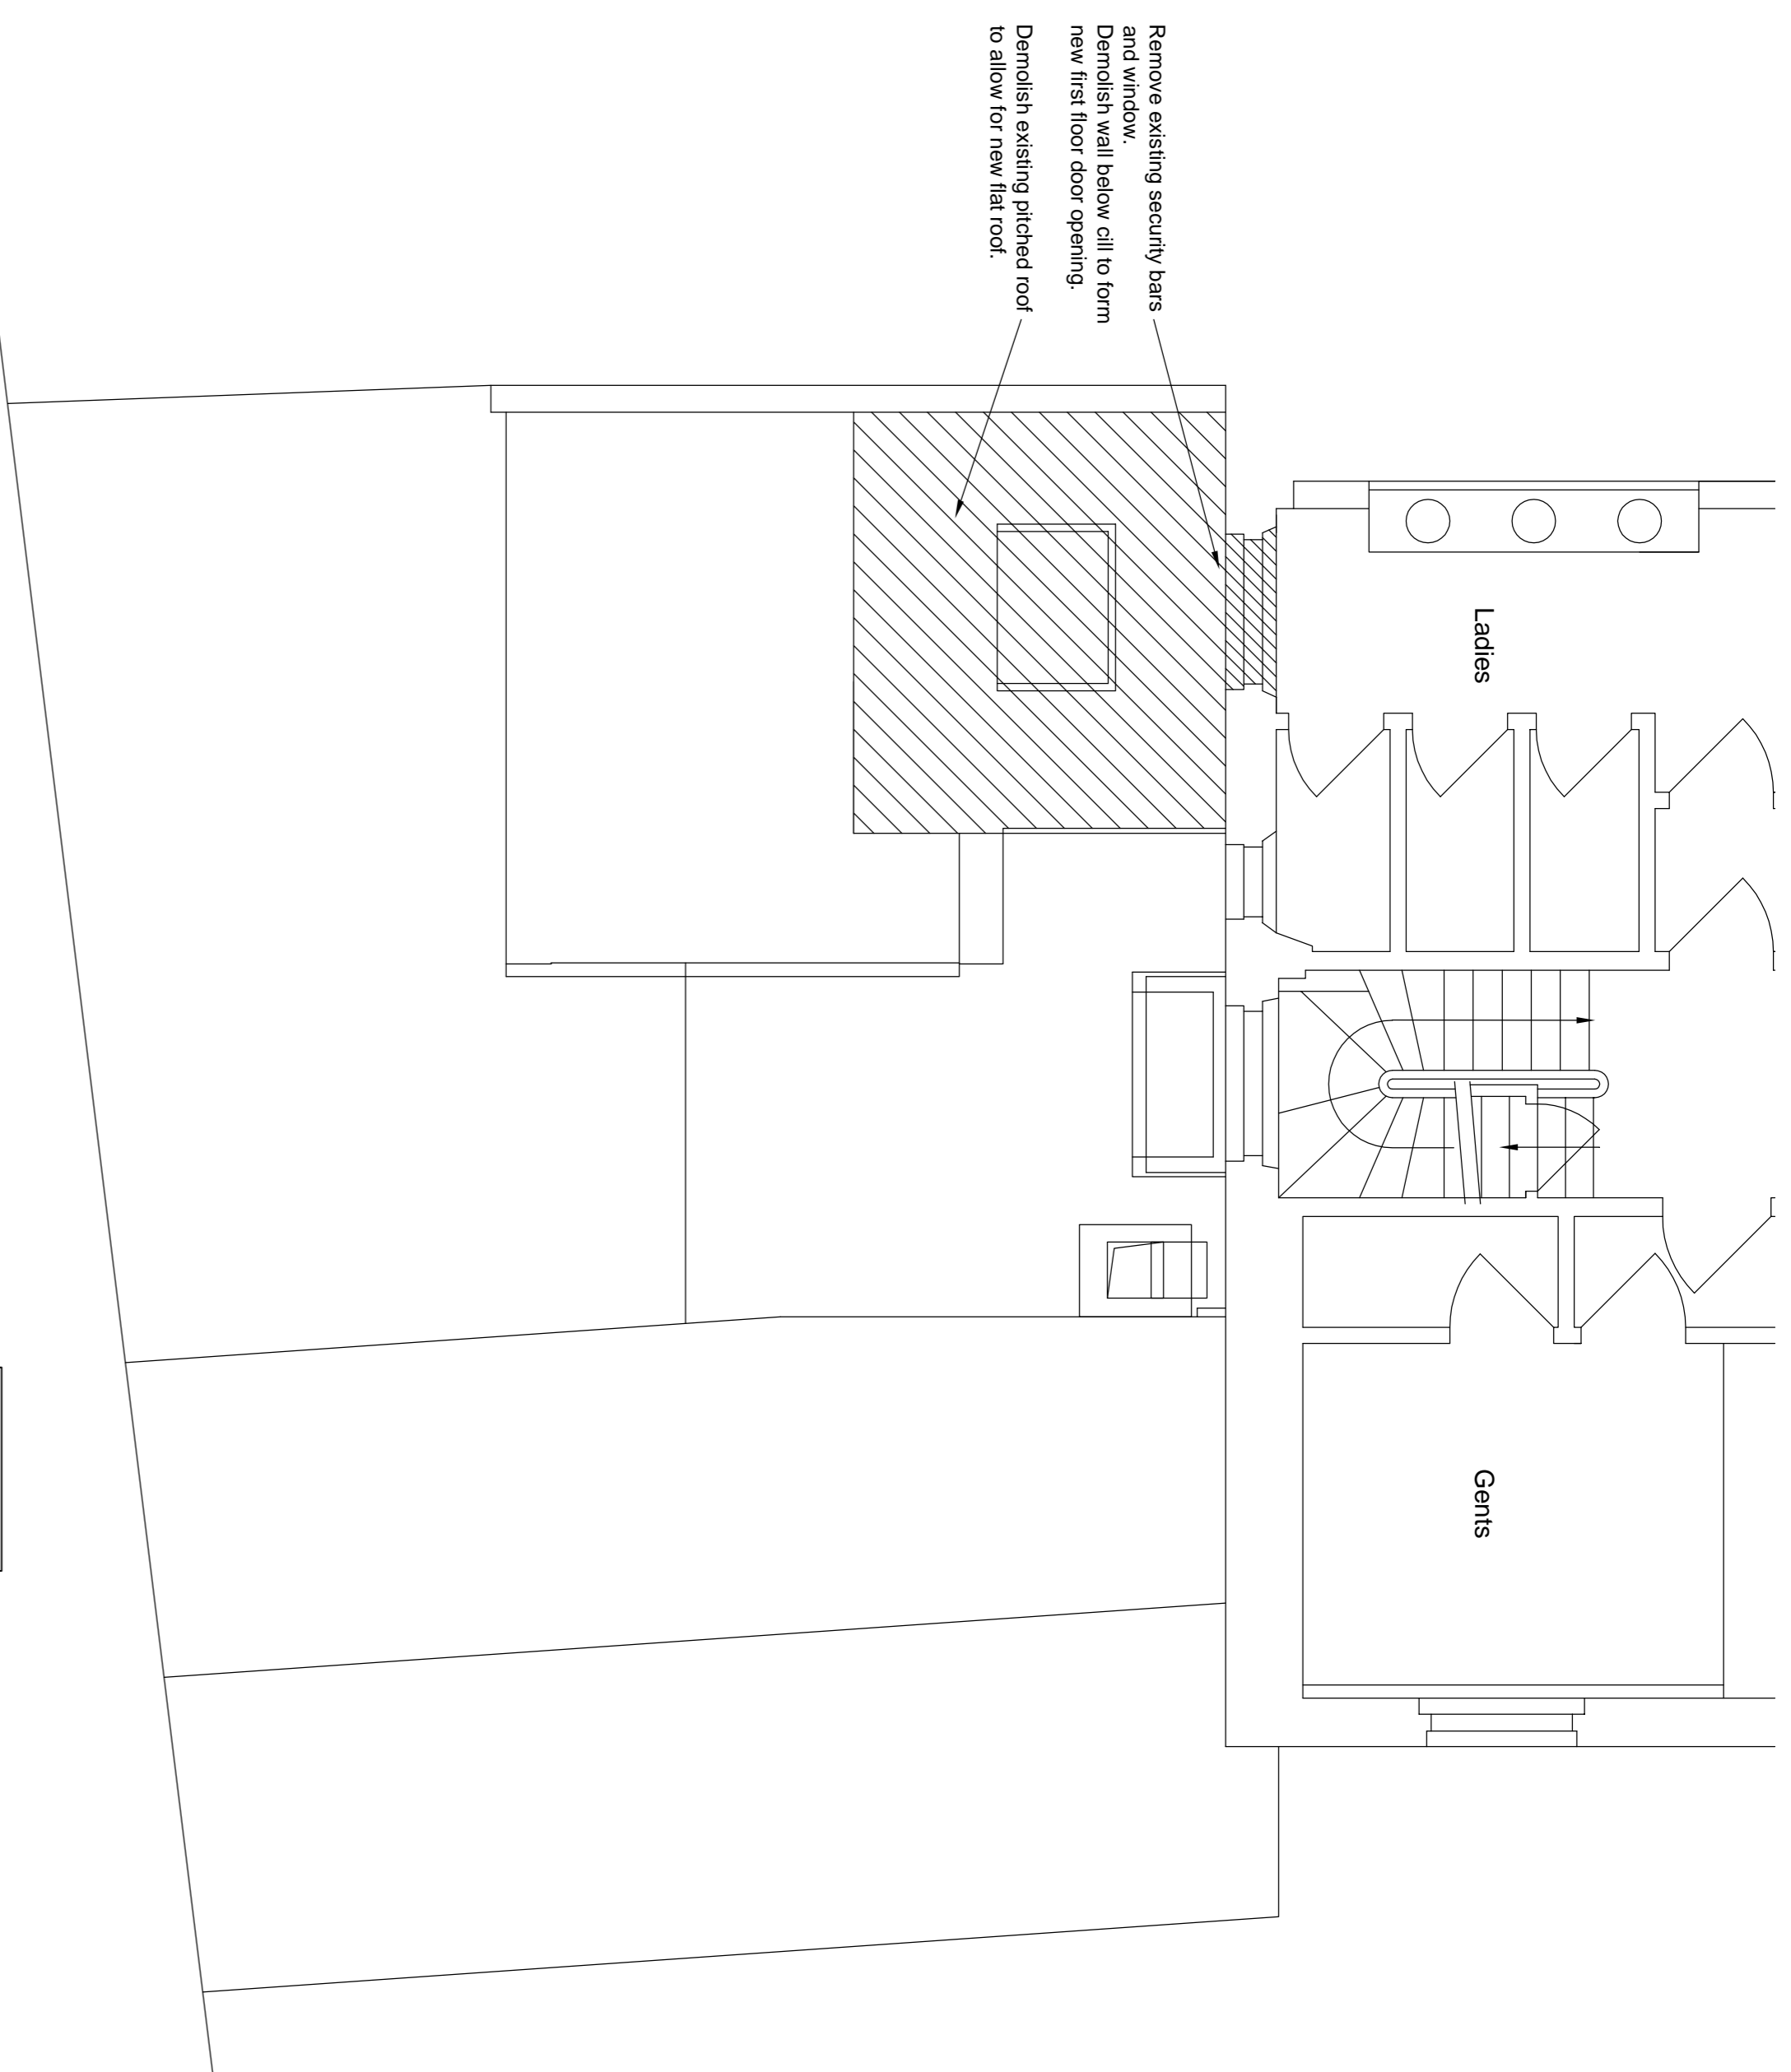 Remove existing security bars
and window.
Demolish wall below cill to form
new first floor door opening.
Demolish existing pitched roof
to allow for new flat roof.
Ladies
Gents